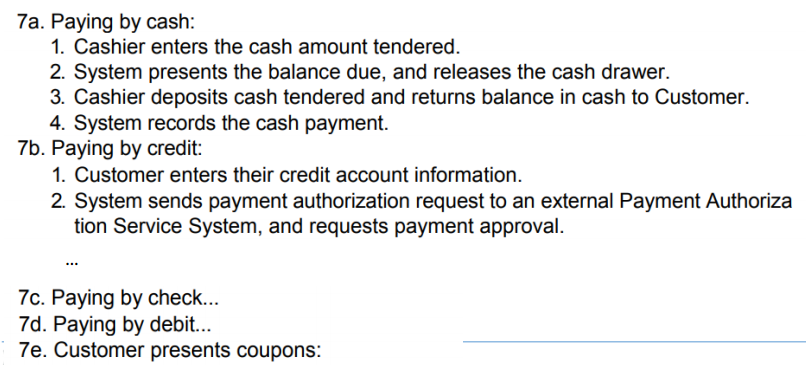 7a. Paying by cash:
1. Cashier enters the cash amount tendered.
2. System presents the balance due, and releases the cash drawer.
3. Cashier deposits cash tendered and returns balance in cash to Customer.
4. System records the cash payment.
7b. Paying by credit:
1. Customer enters their credit account information.
2. System sends payment authorization request to an external Payment Authoriza
tion Service System, and requests payment approval.
...
7c. Paying by check...
7d. Paying by debit...
7e. Customer presents coupons: